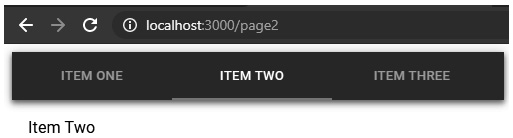 localhost:3000/page2
ITEM ONE ITEM TWO ITEM THREE
Item Two